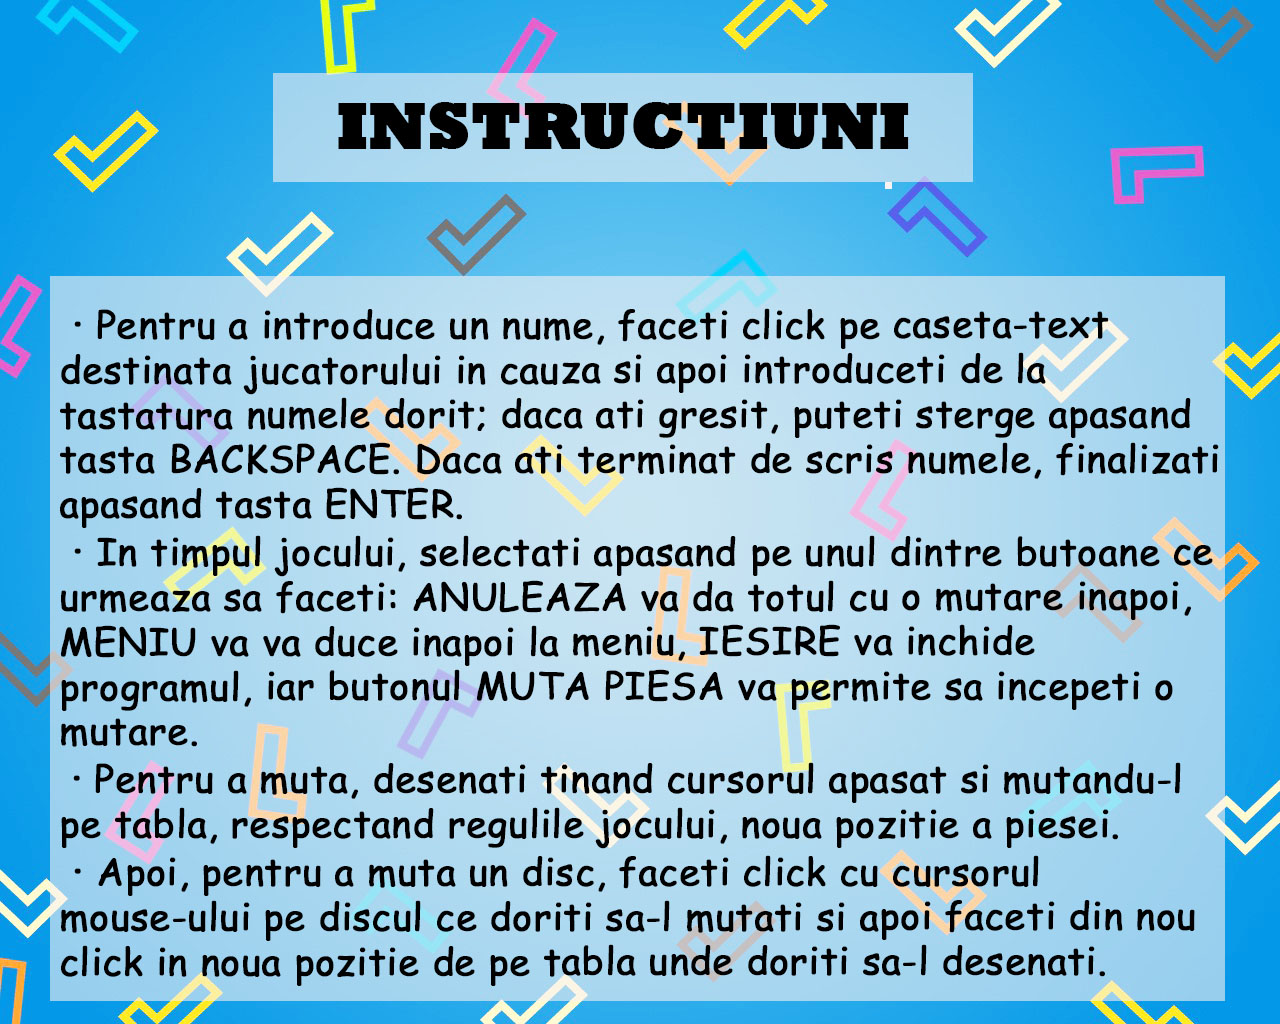 INSTRUCTIUNI
· Pentru a introduce un nume, faceti click pe caseta-text
destinata jucatorului in cauza si apoi introduceti de la
tastatura numele dorit; daca ati gresit, puteti sterge apasand
tasta BACKSPACE. Daca ati terminat de scris numele, finalizati
apasand tasta ENTER.
· In timpul jocului, selectati apasand pe unul dintre butoane ce
urmeaza sa faceti: ANULEAZA va da totul cu o mutare inapoi,
MENIU va va duce inapoi la meniu, IESIRE va inchide
programul, iar butonul MUTA PIESA va permite sa incepeti o
mutare.
· Pentru a muta, desenati tinand cursorul apasat si mutandu-l
pe tabla, respectand regulile jocului, noua pozitie a piesei.
· Apoi, pentru a muta un disc, faceti click cu cursorul
mouse-ului pe discul ce doriti sa-l mutati si apoi faceti din nou
click in noua pozitie de pe tabla unde doriti sa-l desenati.